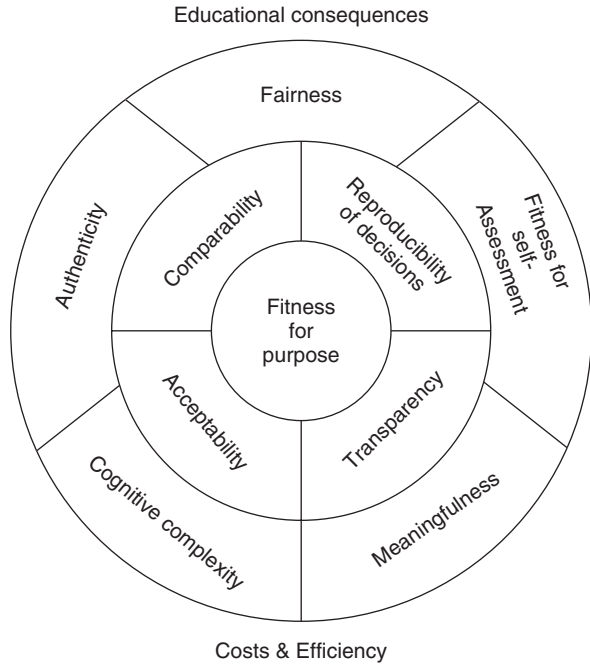 Educational consequences
Fairness
Authenticity
Comparability
Reproducibility
of decisions
Fitness for
self-
Assessment
Fitness
for
purpose
Acceptability
Transparency
Cognitive complexity
Meaningfulness
Costs & Efficiency